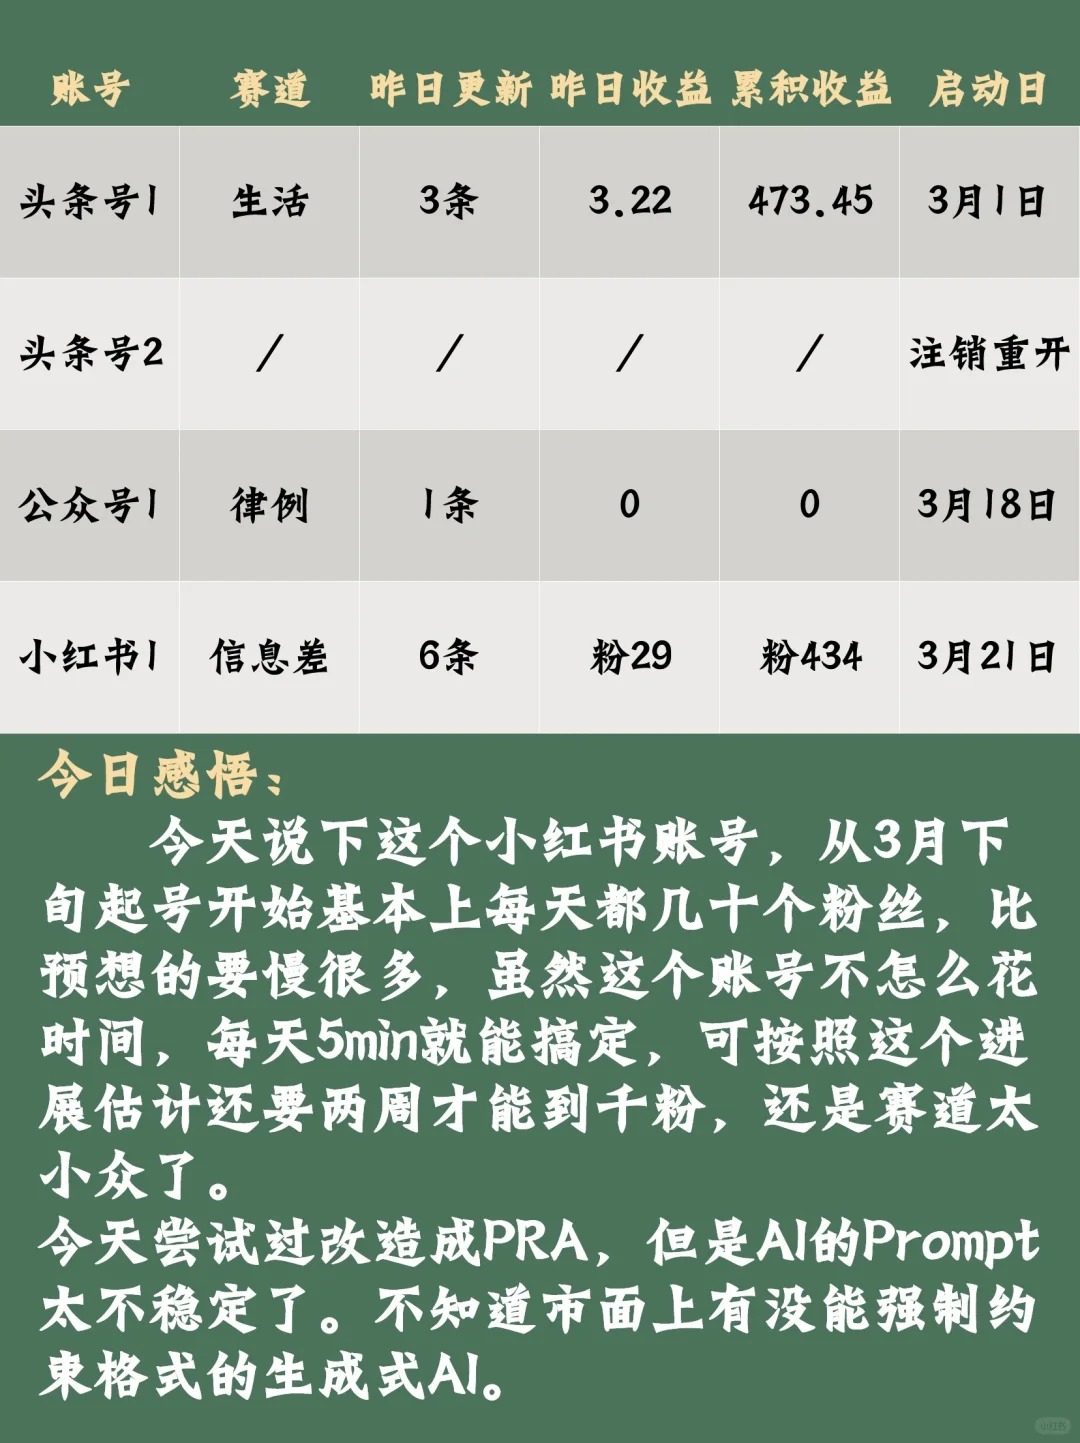 账号 赛道 昨日更新 昨日收益 累积收益 启动日
头条号1 生活 3条 3.22 473.45 3月1日
头条号2 / / / / 注销重开
公众号1 律例 1条 0 0 3月18日
小红书1 信息差 6条 粉29 粉434 3月21日
今日感悟：
今天说下这个小红书账号，从3月下
旬起号开始基本上每天都几十个粉丝，比
预想的要慢很多，虽然这个账号不怎么花
时间，每天5min就能搞定，可按照这个进
展估计还要两周才能到千粉，还是赛道太
小众了。
今天尝试过改造成PRA，但是AI的Prompt
太不稳定了。不知道市面上有没能强制约
束格式的生成式AI。
小红书